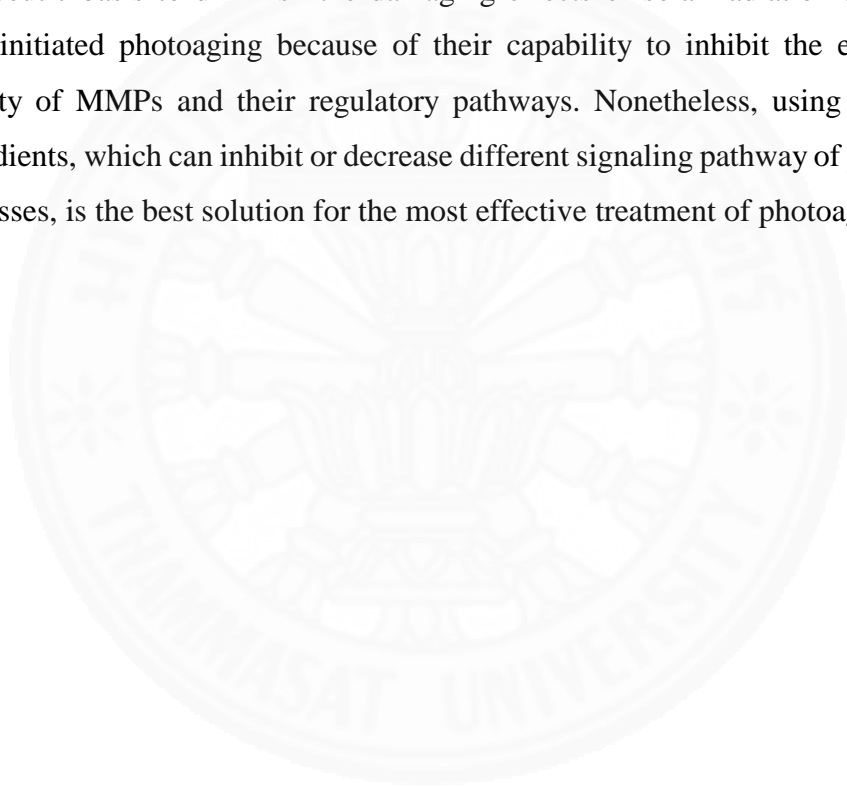 initiated photoaging because of their capability to inhibit the e
ty of MMPs and their regulatory pathways. Nonetheless, using
dients, which can inhibit or decrease different signaling pathway of
sses, is the best solution for the most effective treatment of photoa
THAMMASAT UNIVERSITY